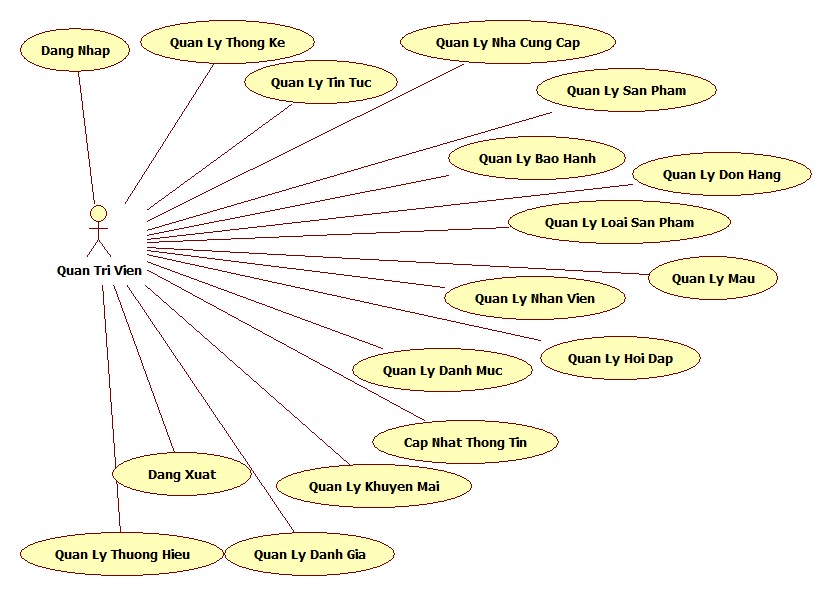 Dang Nhap
Quan Ly Thong Ke
Quan Ly Nha Cung Cap
Quan Ly Tin Tuc
Quan Ly San Pham
Quan Ly Bao Hanh
Quan Ly Don Hang
Quan Ly Loai San Pham
Quan Tri Vien
Quan Ly Mau
Quan Ly Nhan Vien
Quan Ly Hoi Dap
Quan Ly Danh Muc
Cap Nhat Thong Tin
Dang Xuat
Quan Ly Khuyen Mai
Quan Ly Thuong Hieu
Quan Ly Danh Gia